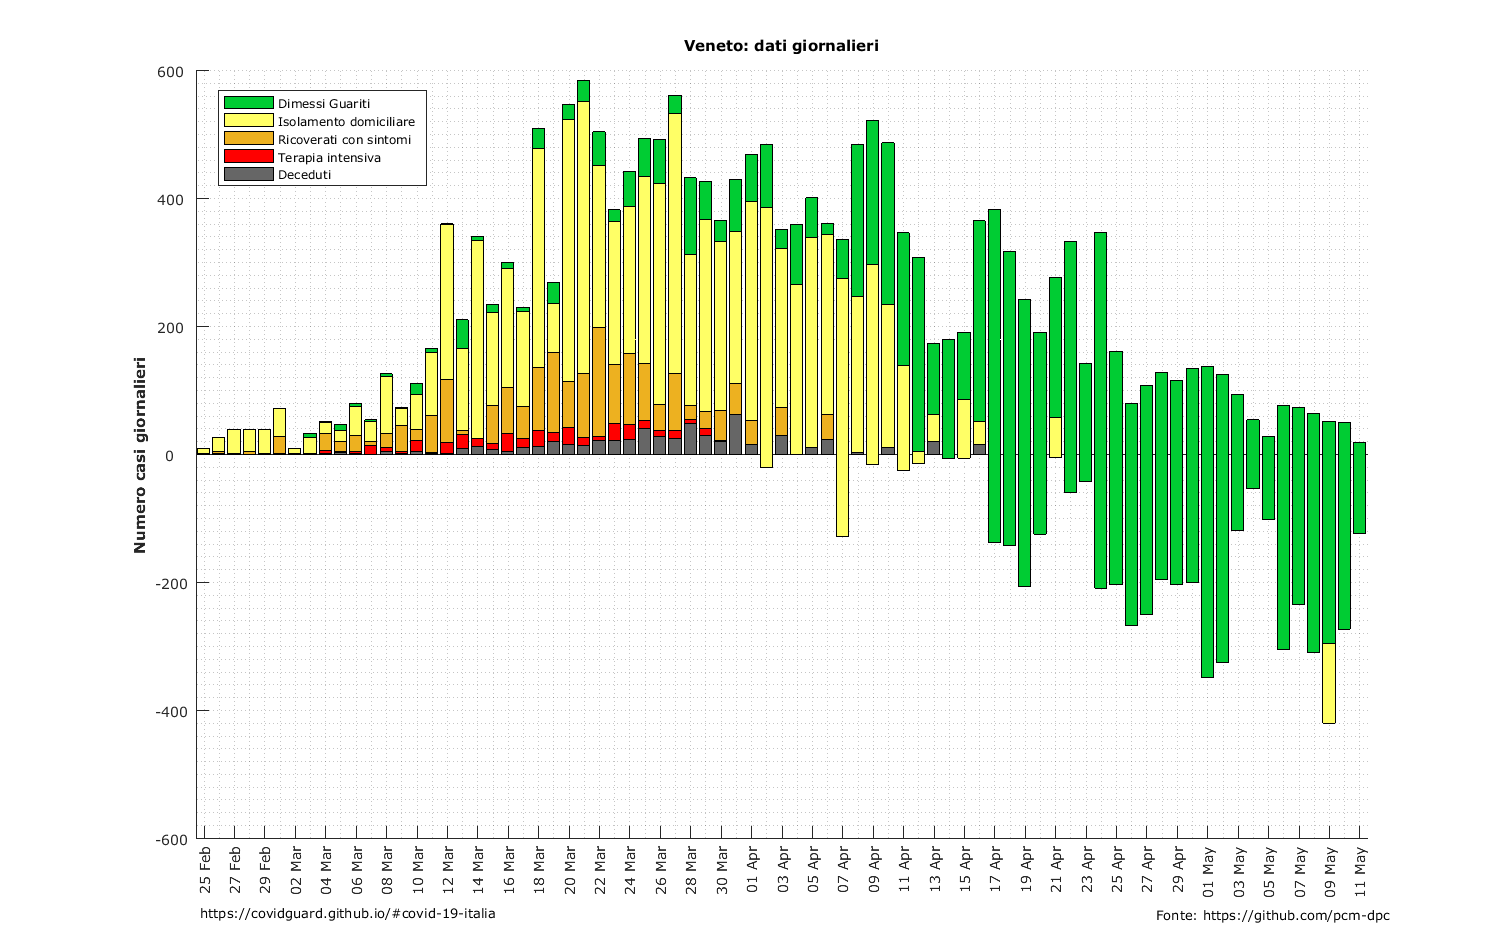 Veneto: dati giornalieri
600
400
200
0
-200
-400
-600
Numero casi giornalieri
Dimessi Guariti
Isolamento domiciliare
Ricoverati con sintomi
Terapia intensiva
Deceduti
25 Feb
27 Feb
29 Feb
02 Mar
04 Mar
06 Mar
08 Mar
10 Mar
12 Mar
14 Mar
16 Mar
18 Mar
20 Mar
22 Mar
24 Mar
26 Mar
28 Mar
30 Mar
01 Apr
03 Apr
05 Apr
07 Apr
09 Apr
11 Apr
13 Apr
15 Apr
17 Apr
19 Apr
21 Apr
23 Apr
25 Apr
27 Apr
29 Apr
01 May
03 May
05 May
07 May
09 May
11 May
https://covidguard.github.io/#covid-19-italia
Fonte: https://github.com/pcm-dpc